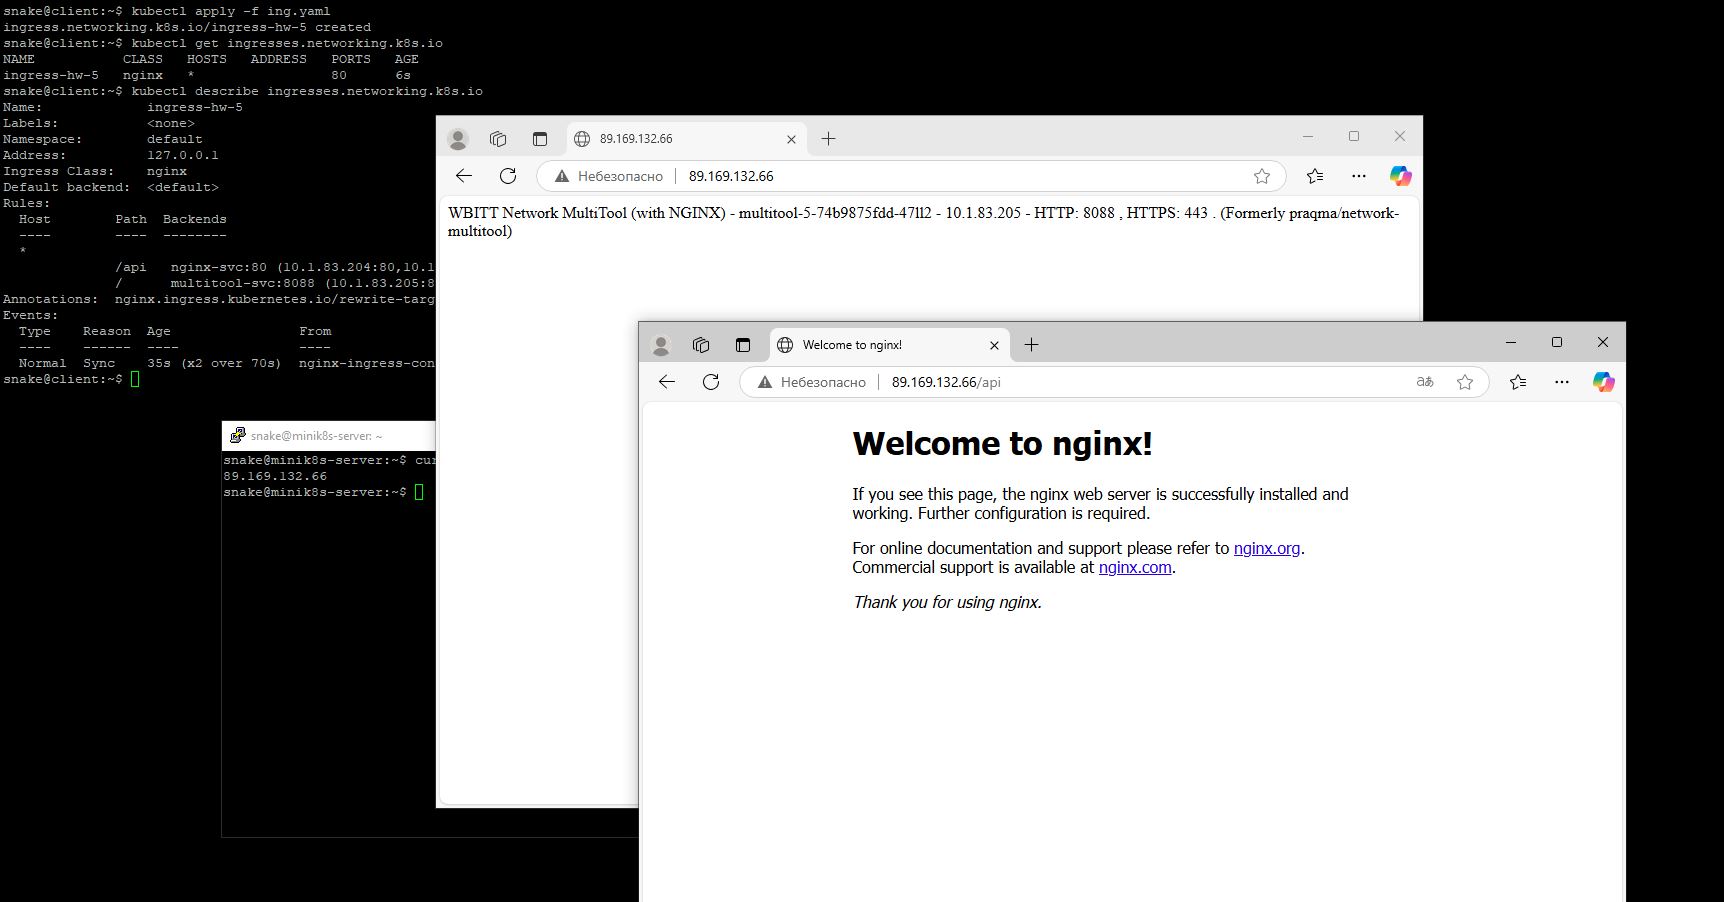 snake@client:~$ kubectl apply -f ing.yaml
ingress.networking.k8s.io/ingress-hw-5 created
snake@client:~$ kubectl get ingresses.networking.k8s.io
NAME CLASS HOSTS ADDRESS PORTS AGE
ingress-hw-5 nginx * 80 6s
snake@client:~$ kubectl describe ingresses.networking.k8s.io
Name: ingress-hw-5
Labels: <none>
Namespace: default
Address: 127.0.0.1
Ingress Class: nginx
Default backend: <default>
Rules:
Host Path Backends
---- ---- --------
*
/api nginx-svc:80 (10.1.83.204:80,10.1
/ multitool-svc:8088 (10.1.83.205:8
Annotations: nginx.ingress.kubernetes.io/rewrite-targ
Events:
Type Reason Age From
---- ------ ---- ----
Normal Sync 35s (x2 over 70s) nginx-ingress-con
snake@client:~$
snake@minik8s-server: ~
snake@minik8s-server:~$ cur
89.169.132.66
snake@minik8s-server:~$
89.169.132.66
Небезопасно 89.169.132.66
WBITT Network MultiTool (with NGINX) - multitool-5-74b9875fdd-47ll2 - 10.1.83.205 - HTTP: 8088 , HTTPS: 443 . (Formerly praqma/network-
multitool)
Welcome to nginx!
Небезопасно 89.169.132.66/api
Welcome to nginx!
If you see this page, the nginx web server is successfully installed and
working. Further configuration is required.
For online documentation and support please refer to nginx.org.
Commercial support is available at nginx.com.
Thank you for using nginx.